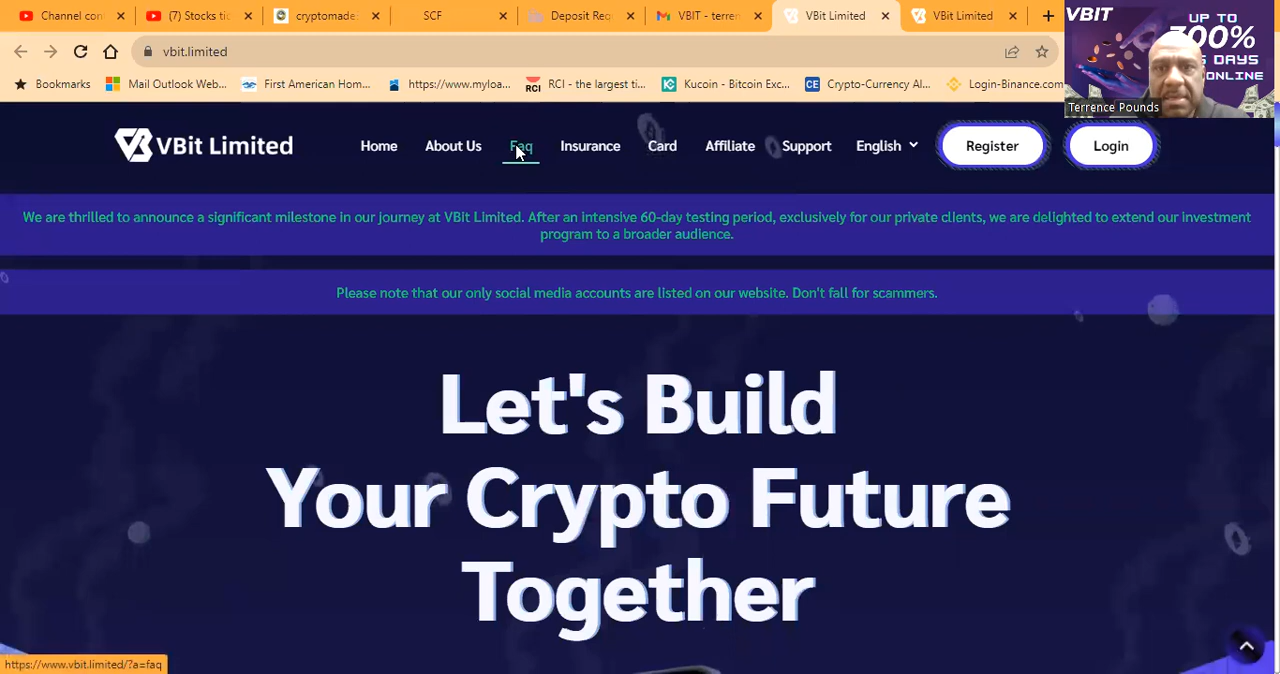 Channel con
(7) Stocks ti
cryptomade
SCF
Deposit Req
VBIT - terren
VBit Limited
VBit Limited
vbit.limited
Bookmarks
Mail Outlook Web...
First American Hom...
https://www.myloa...
RCI
RCI - the largest ti...
Kucoin - Bitcoin Exc...
CE
Crypto-Currency Al...
Login-Binance.com
VBIT
UP TO
300%
DAYS
ONLINE
Terrence Pounds
VBit Limited
Home
About Us
Faq
Insurance
Card
Affiliate
Support
English
Register
Login
We are thrilled to announce a significant milestone in our journey at VBit Limited. After an intensive 60-day testing period, exclusively for our private clients, we are delighted to extend our investment
program to a broader audience.
Please note that our only social media accounts are listed on our website. Don't fall for scammers.
Let's Build
Your Crypto Future
Together
https://www.vbit.limited/?a=faq